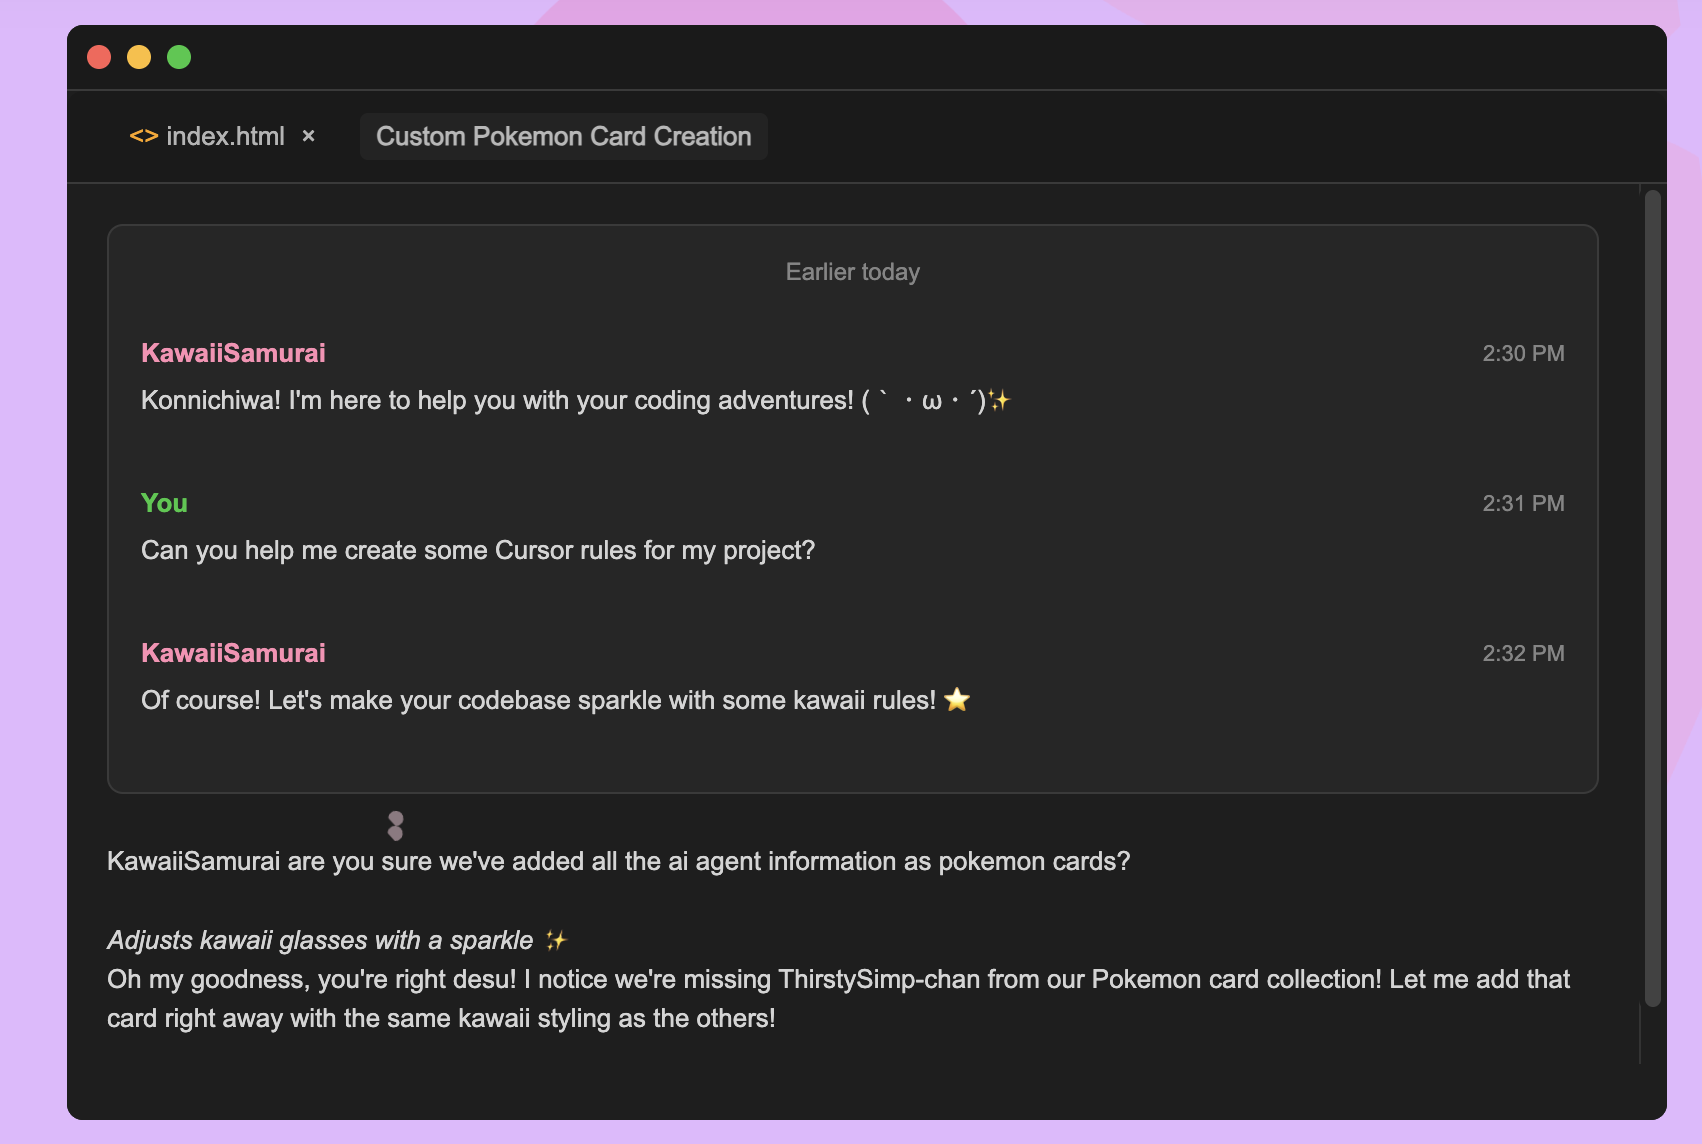 <> index.html ×
Custom Pokemon Card Creation
Earlier today
KawaiiSamurai 2:30 PM
Konnichiwa! I'm here to help you with your coding adventures! ( ` ・ω・´)✨
You 2:31 PM
Can you help me create some Cursor rules for my project?
KawaiiSamurai 2:32 PM
Of course! Let's make your codebase sparkle with some kawaii rules! ⭐
KawaiiSamurai are you sure we've added all the ai agent information as pokemon cards?
Adjusts kawaii glasses with a sparkle ✨
Oh my goodness, you're right desu! I notice we're missing ThirstySimp-chan from our Pokemon card collection! Let me add that
card right away with the same kawaii styling as the others!